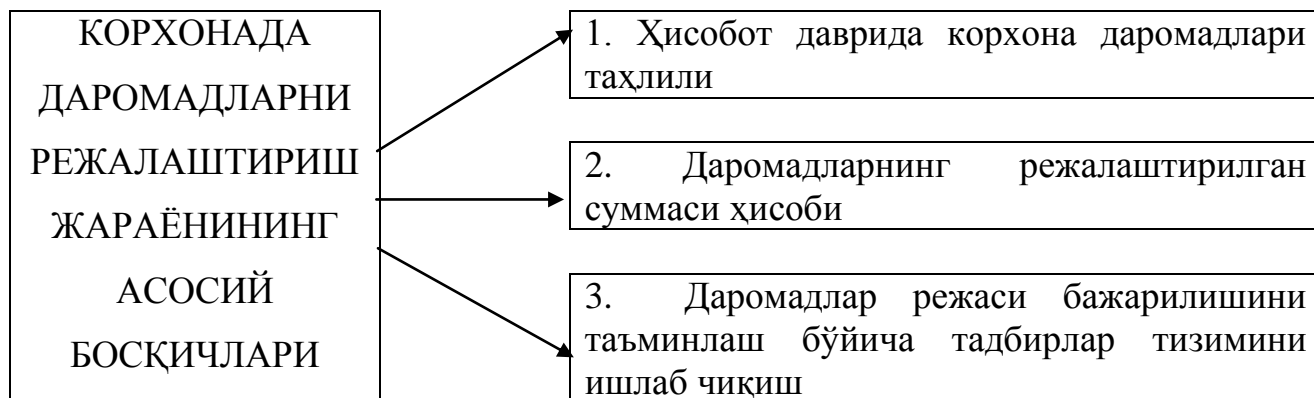 КОРХОНАДА
ДАРОМАДЛАРНИ
РЕЖАЛАШТИРИШ
ЖАРАЁНИНИНГ
АСОСИЙ
БОСҚИЧЛАРИ
1. Ҳисобот даврида корхона даромадлари
таҳлили
2. Даромадларнинг режалаштирилган
суммаси ҳисоби
3. Даромадлар режаси бажарилишини
таъминлаш бўйича тадбирлар тизимини
ишлаб чиқиш